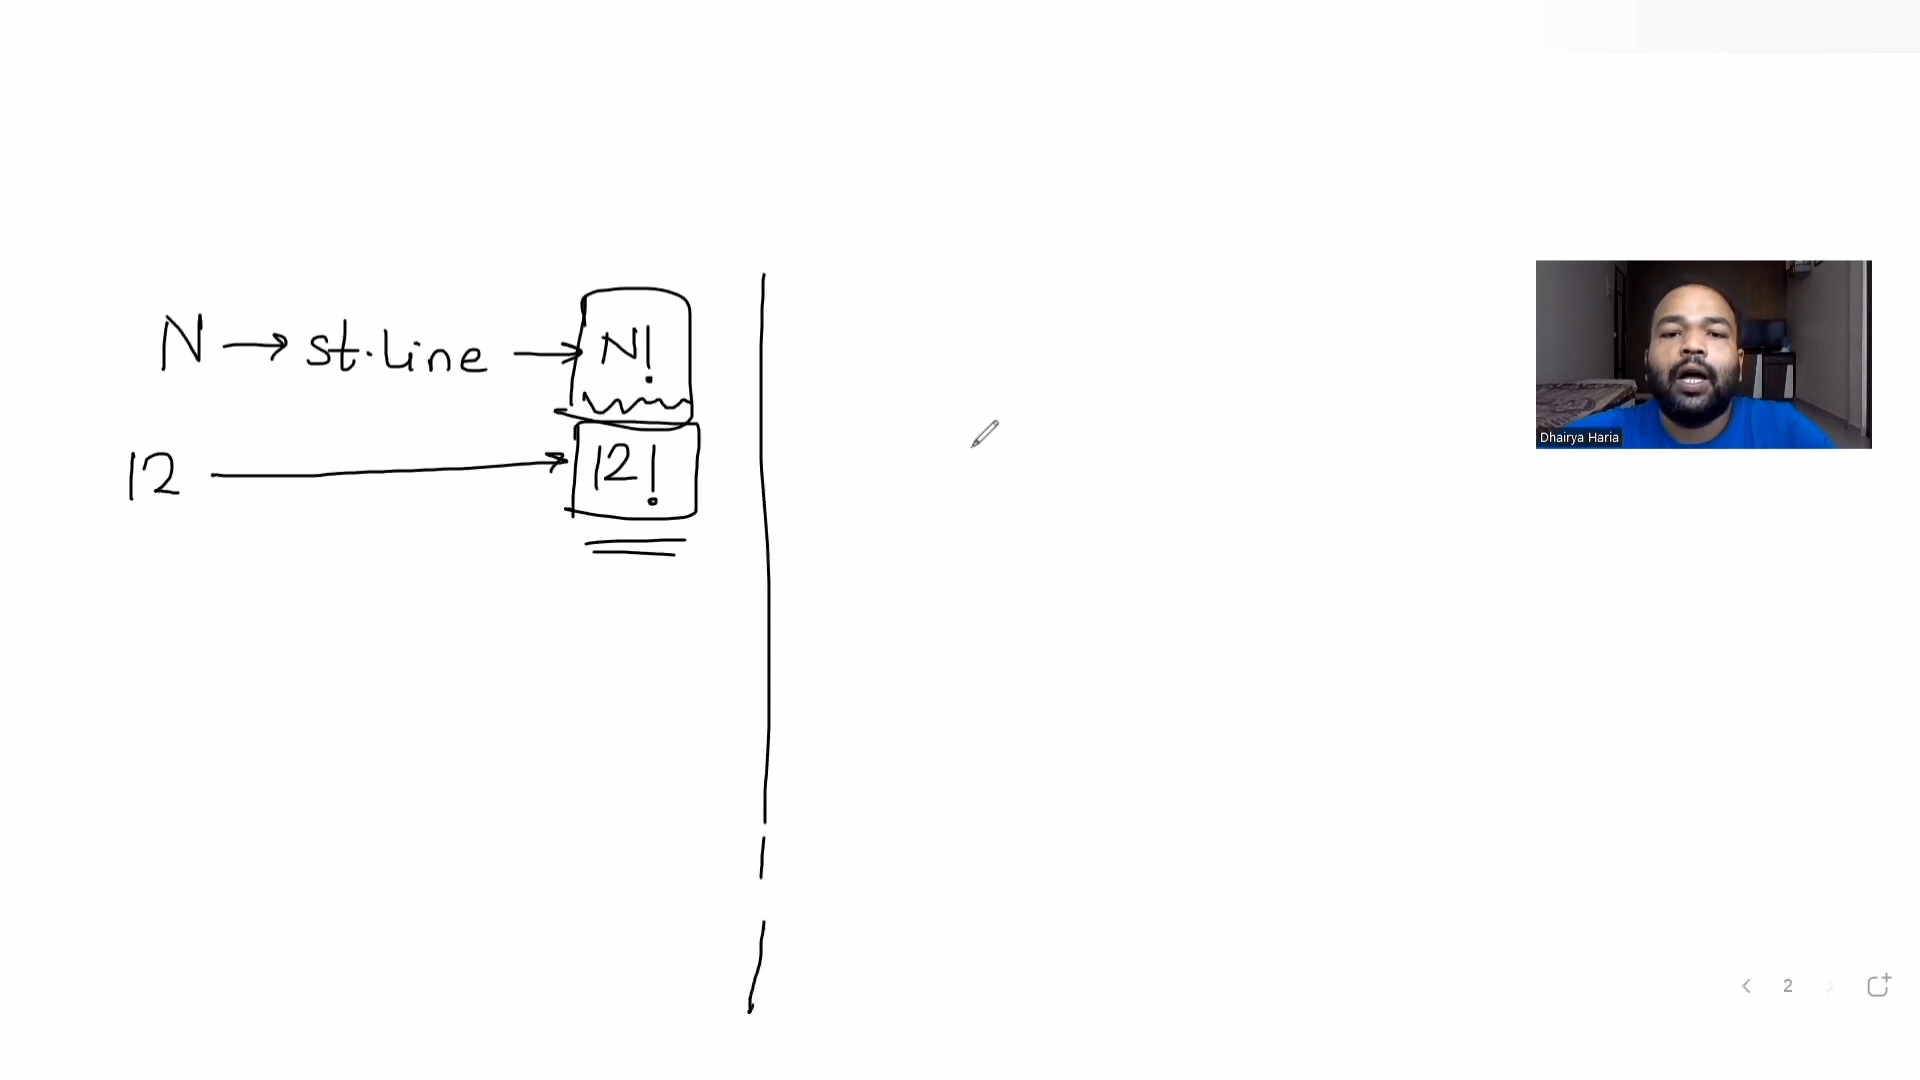 N → st. line → N!
12 → 12!
Dhairya Haria
2